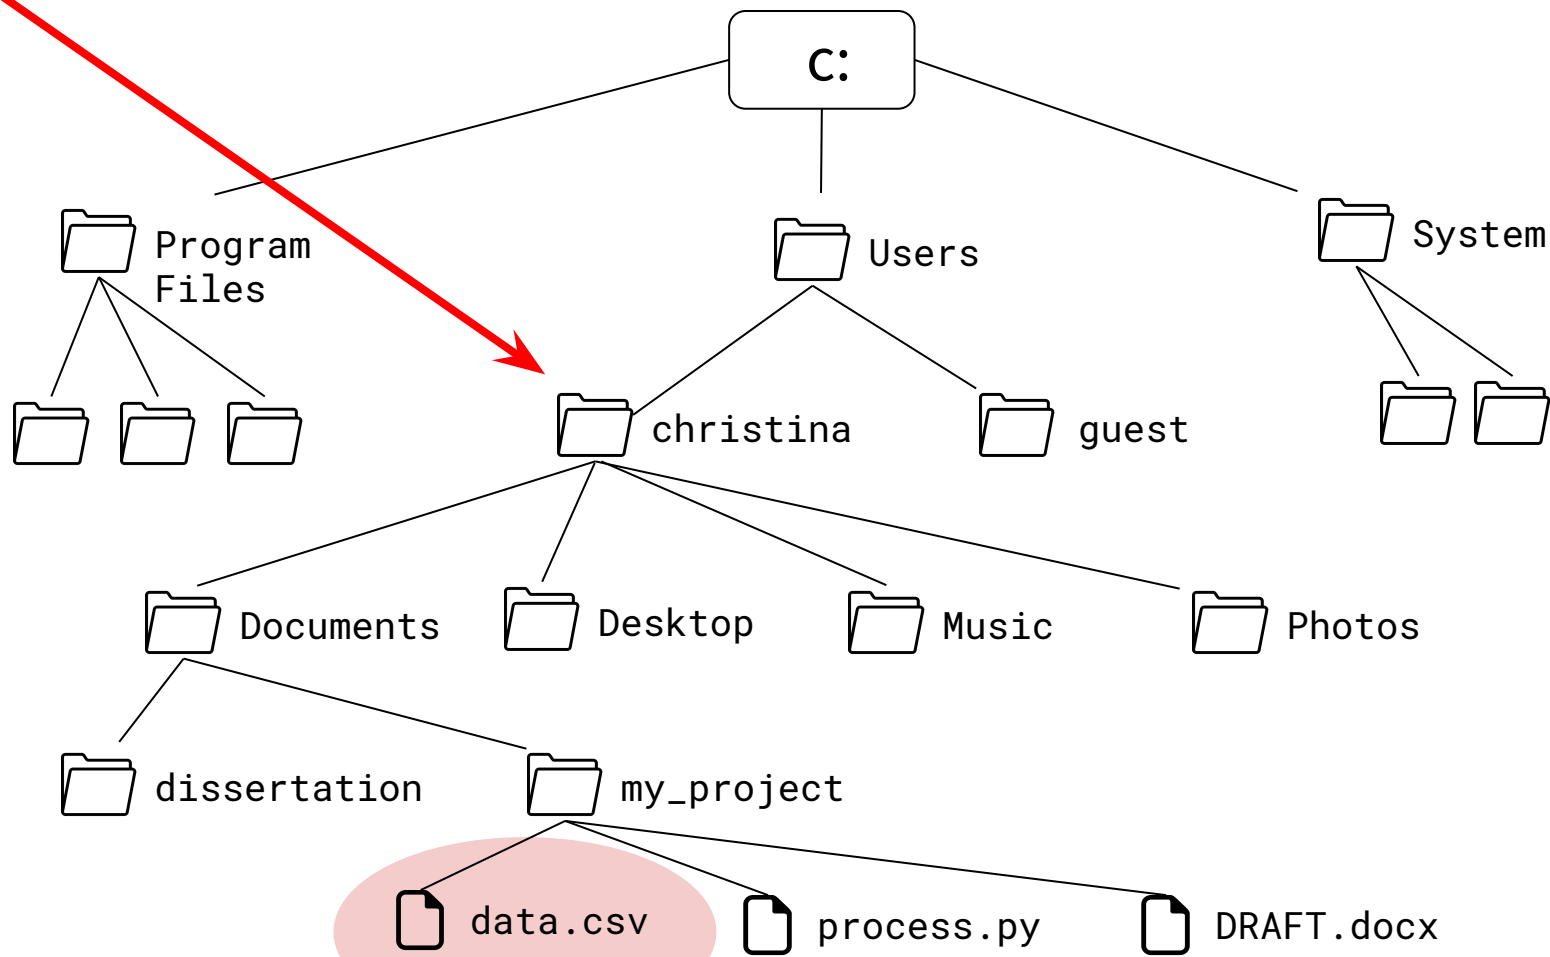 C:
Program
Files
Users
System
christina
guest
Documents
Desktop
Music
Photos
dissertation
my_project
data.csv
process.py
DRAFT.docx